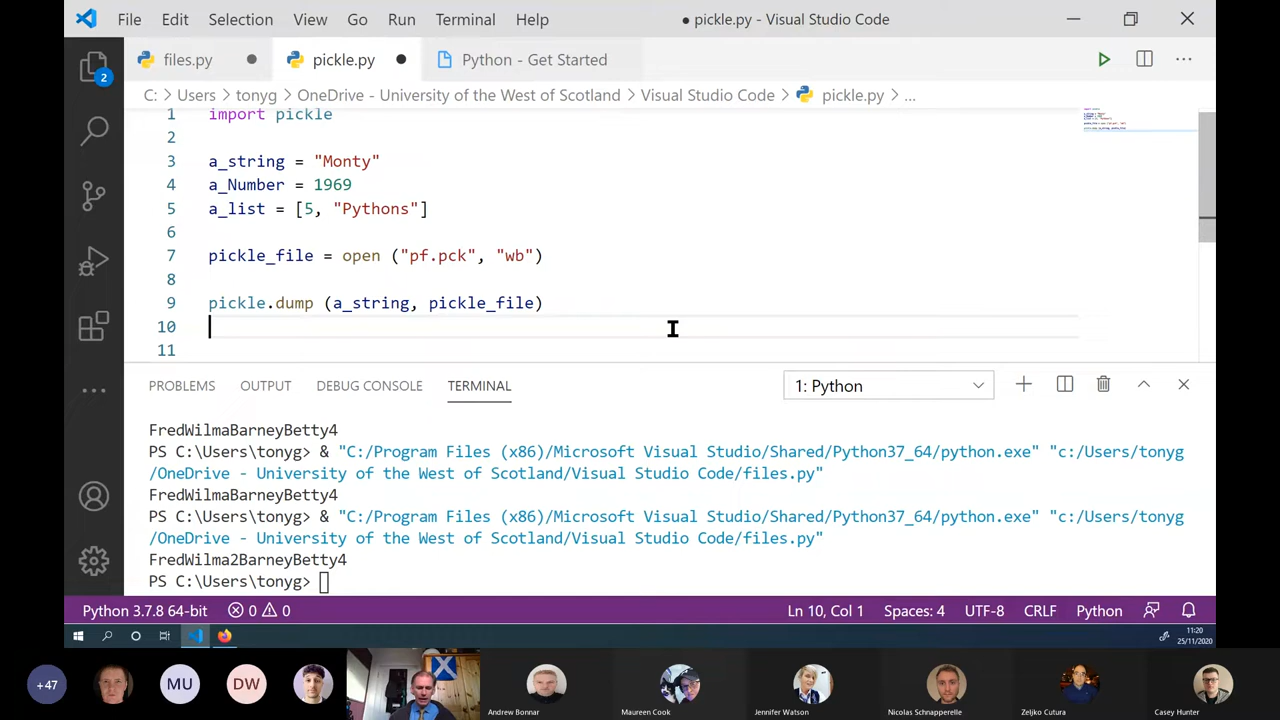 File Edit Selection View Go Run Terminal Help ● pickle.py - Visual Studio Code
2
files.py ● pickle.py ● Python - Get Started
C: > Users > tonyg > OneDrive - University of the West of Scotland > Visual Studio Code > pickle.py > ...
1 import pickle
2
3 a_string = "Monty"
4 a_Number = 1969
5 a_list = [5, "Pythons"]
6
7 pickle_file = open ("pf.pck", "wb")
8
9 pickle.dump (a_string, pickle_file)
10
11
PROBLEMS OUTPUT DEBUG CONSOLE TERMINAL 1: Python
FredWilmaBarneyBetty4
PS C:\Users\tonyg> & "C:/Program Files (x86)/Microsoft Visual Studio/Shared/Python37_64/python.exe" "c:/Users/tonyg
/OneDrive - University of the West of Scotland/Visual Studio Code/files.py"
FredWilmaBarneyBetty4
PS C:\Users\tonyg> & "C:/Program Files (x86)/Microsoft Visual Studio/Shared/Python37_64/python.exe" "c:/Users/tonyg
/OneDrive - University of the West of Scotland/Visual Studio Code/files.py"
FredWilma2BarneyBetty4
PS C:\Users\tonyg>
Python 3.7.8 64-bit 0 0 Ln 10, Col 1 Spaces: 4 UTF-8 CRLF Python
11:20
25/11/2020
+47 MU DW
Andrew Bonnar Maureen Cook Jennifer Watson Nicolas Schnapperelle Zeljko Cutura Casey Hunter